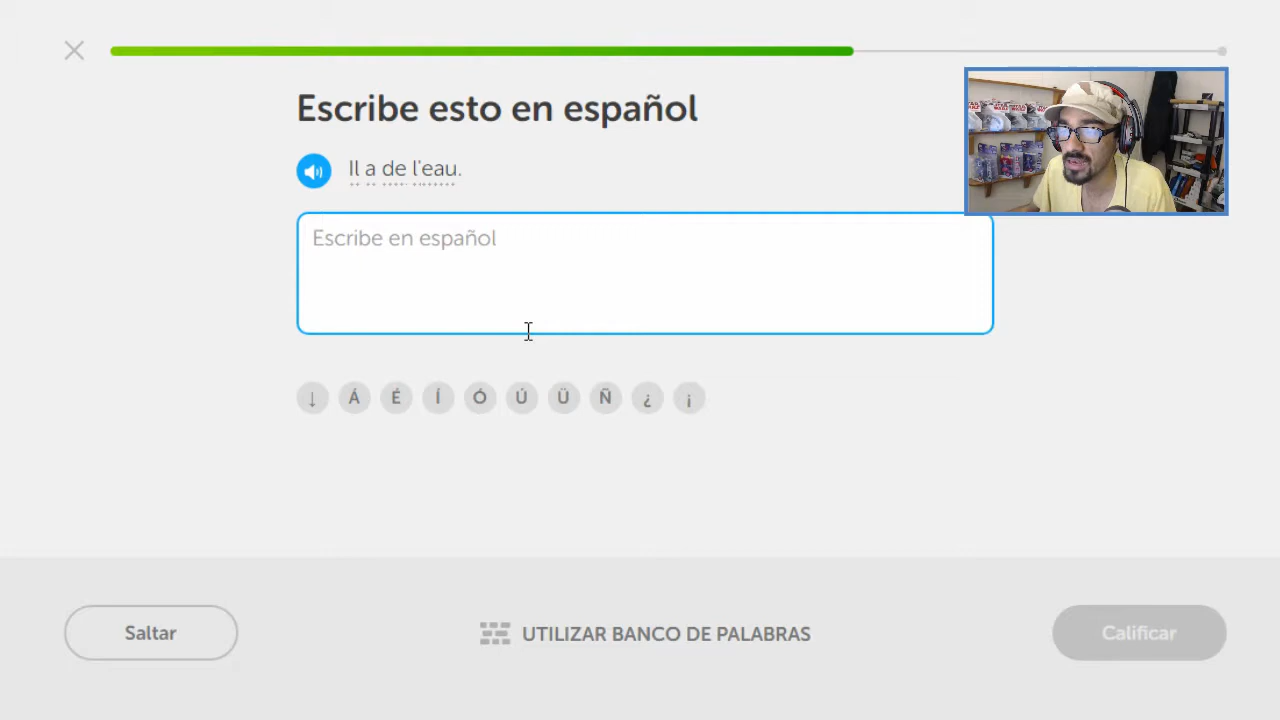 Escribe esto en español
Il a de l'eau.
Escribe en español
↓ Á É Í Ó Ú Ü Ñ ¿ ¡
Saltar
UTILIZAR BANCO DE PALABRAS
Calificar